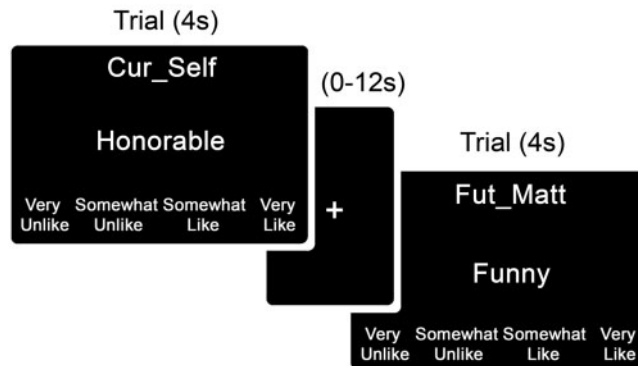 Trial (4s)
Cur_Self
Honorable
Very Somewhat Somewhat Very
Unlike Unlike Like Like
(0-12s)
+
Trial (4s)
Fut_Matt
Funny
Very Somewhat Somewhat Very
Unlike Unlike Like Like